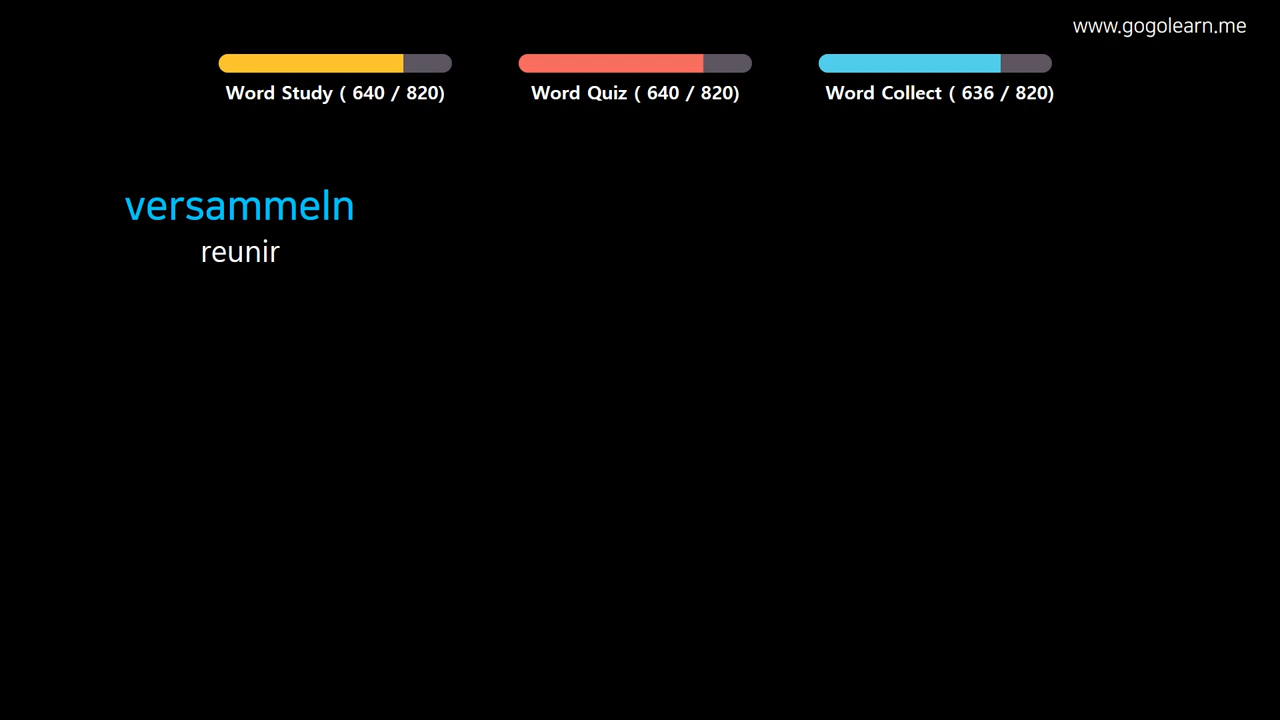 www.gogolearn.me
Word Study ( 640 / 820)
Word Quiz ( 640 / 820)
Word Collect ( 636 / 820)
versammeln
reunir